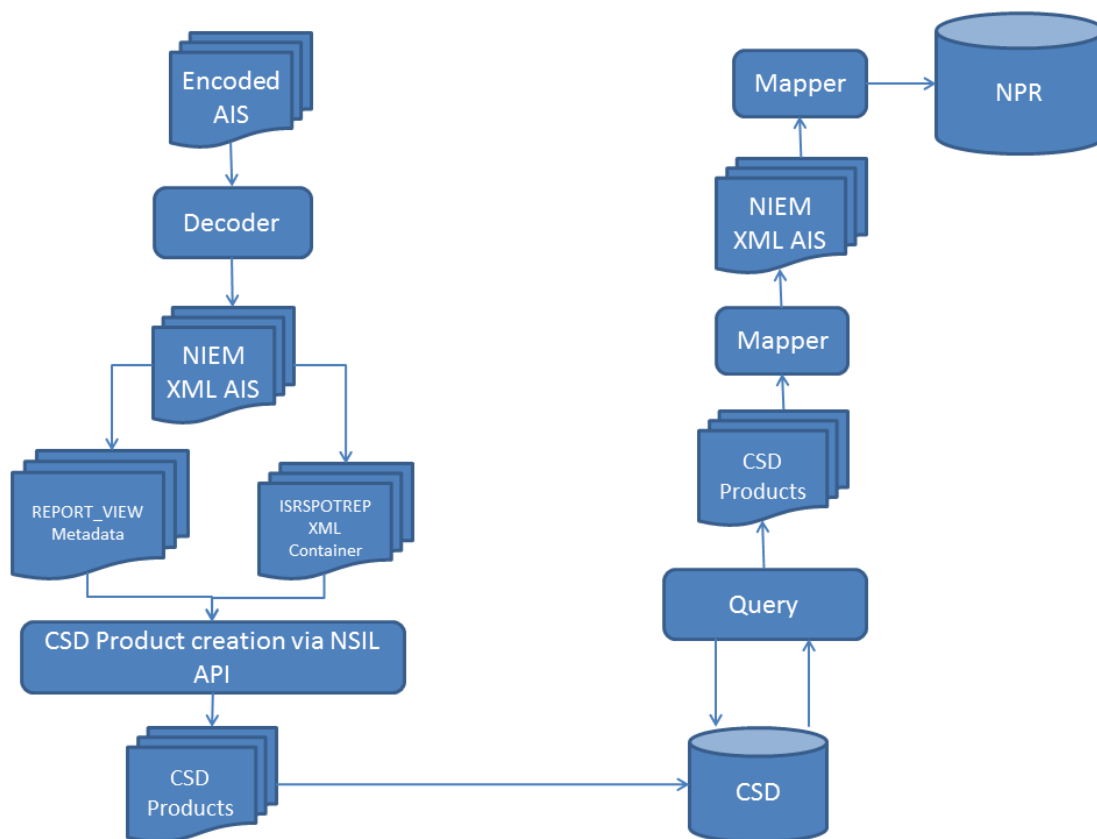 Encoded
AIS
Decoder
NIEM
XML AIS
REPORT_VIEW
Metadata
ISRSPOTREP
XML
Container
CSD Product creation via NSIL
API
CSD
Products
CSD
Query
CSD
Products
Mapper
NIEM
XML AIS
Mapper
NPR